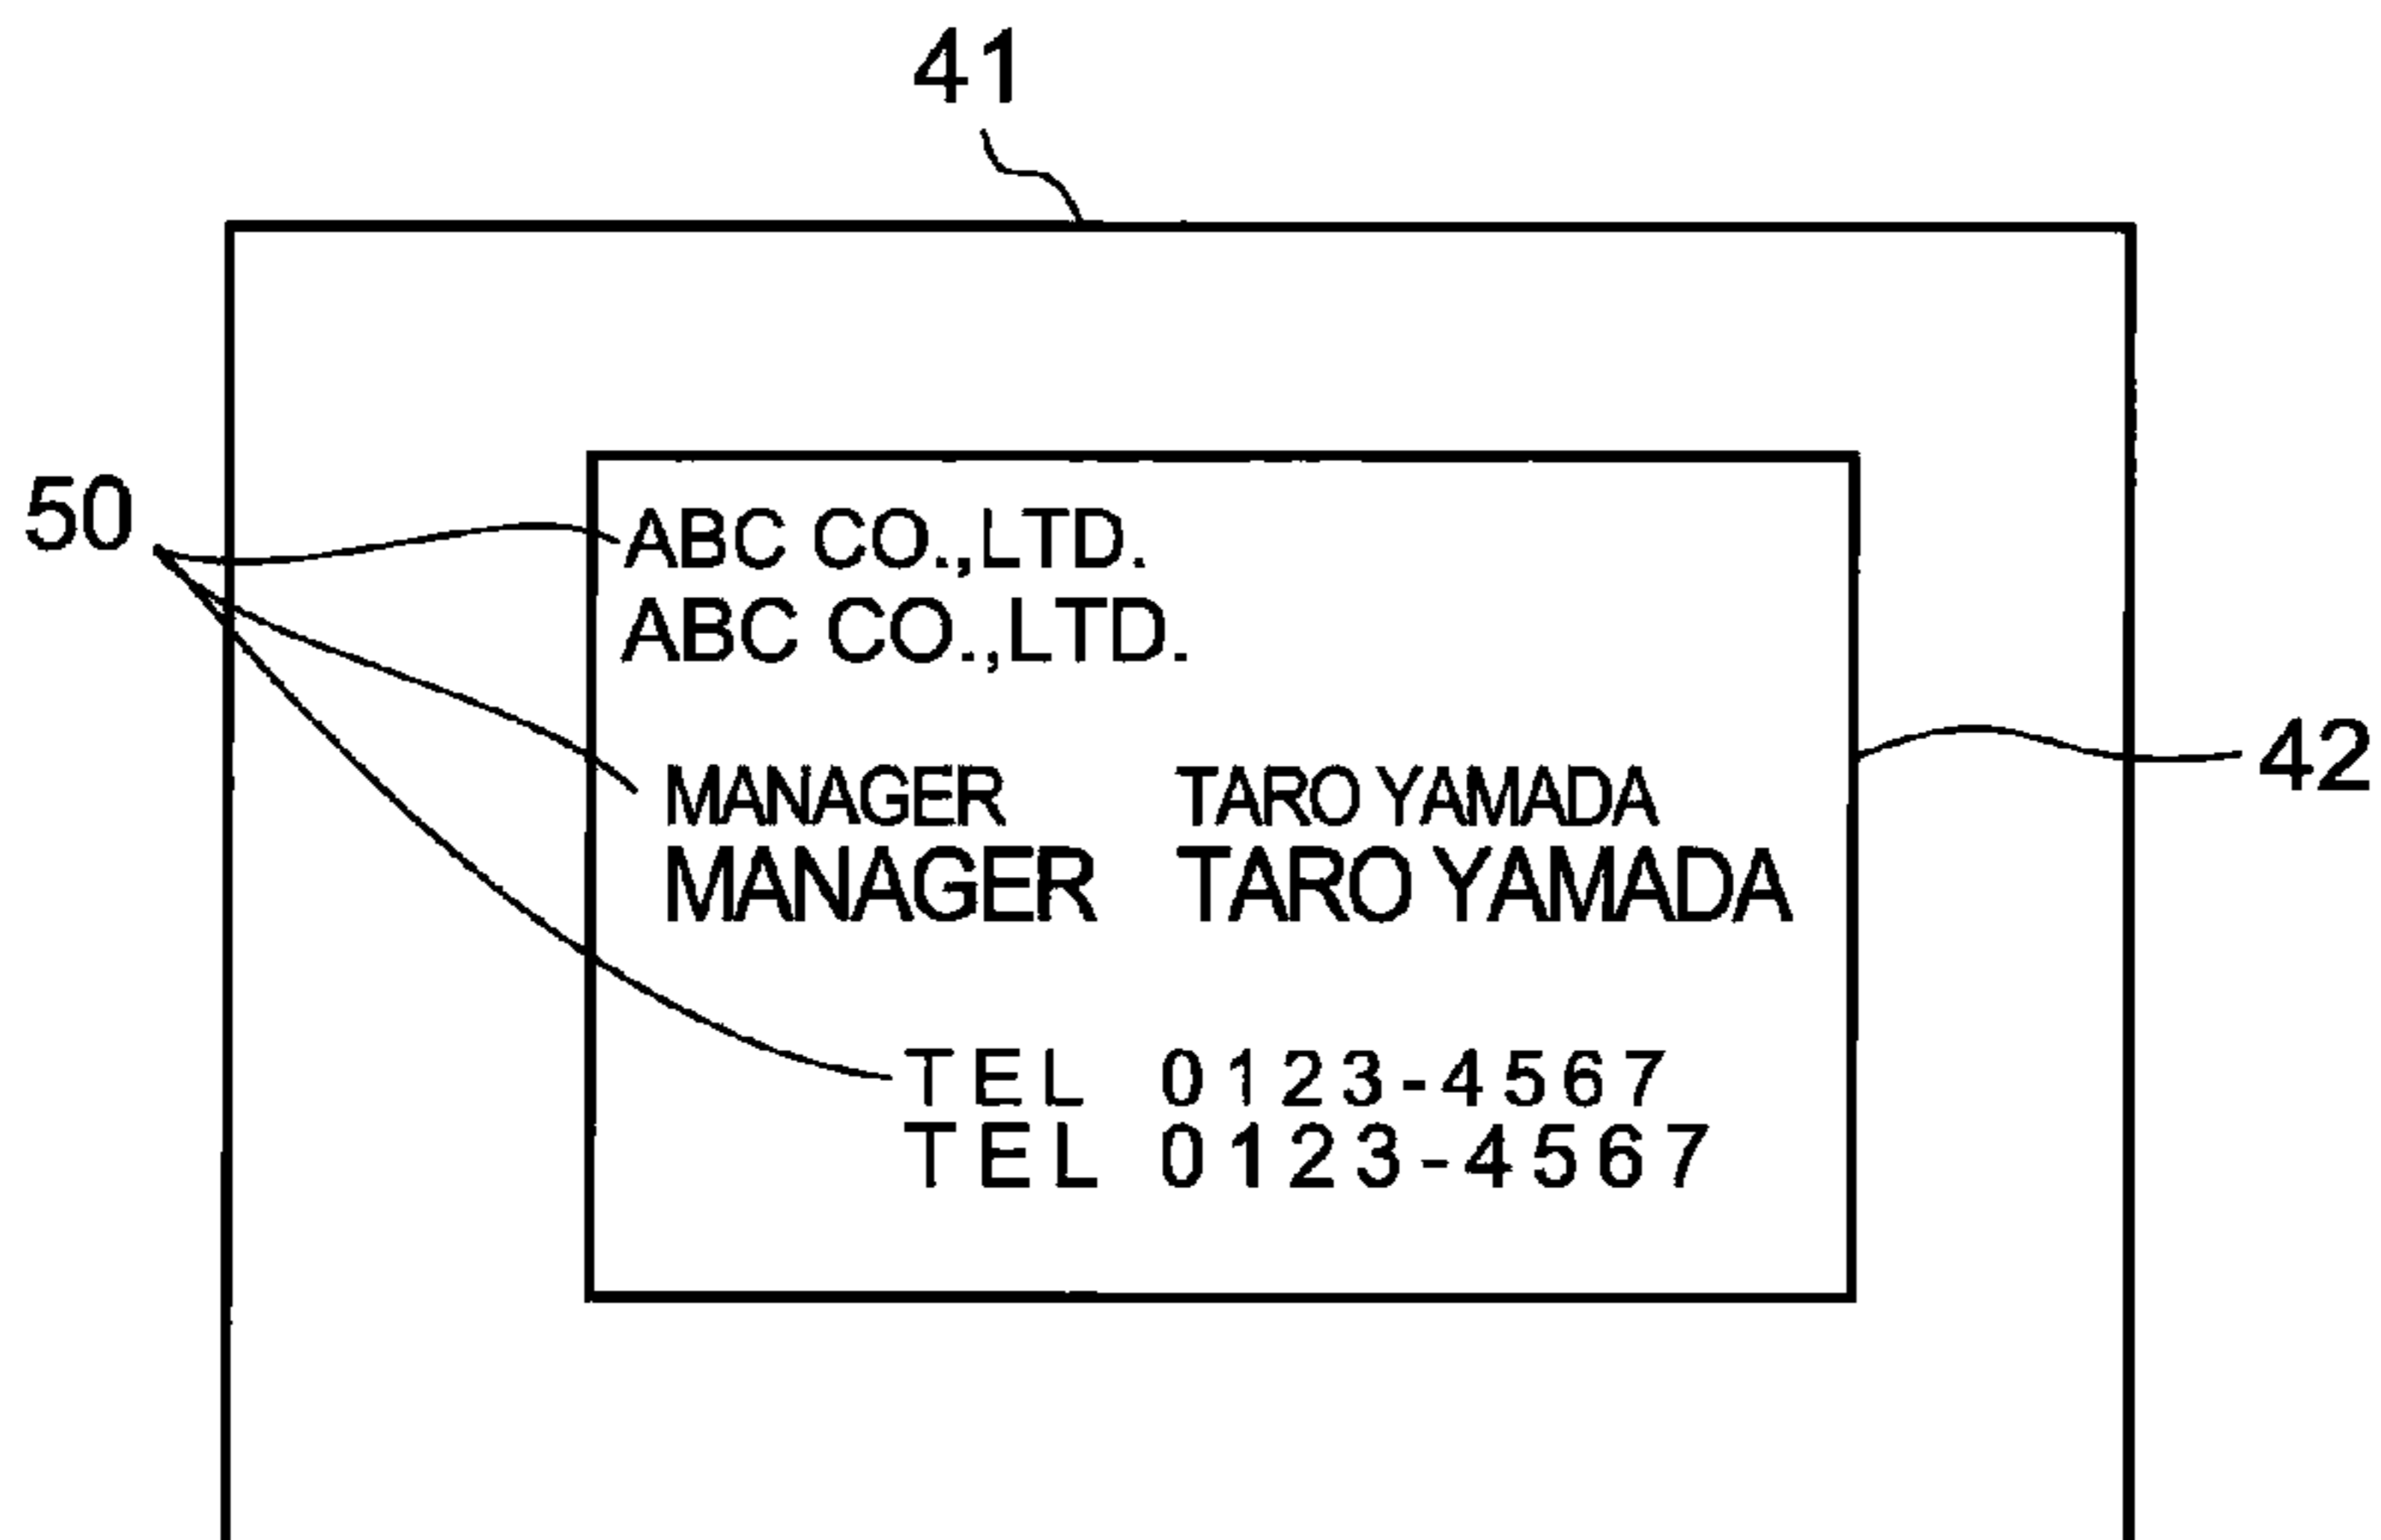 41
50
ABC CO.,LTD.
ABC CO.,LTD.
42
MANAGER TARO YAMADA
MANAGER TARO YAMADA
TEL 0123-4567
TEL 0123-4567